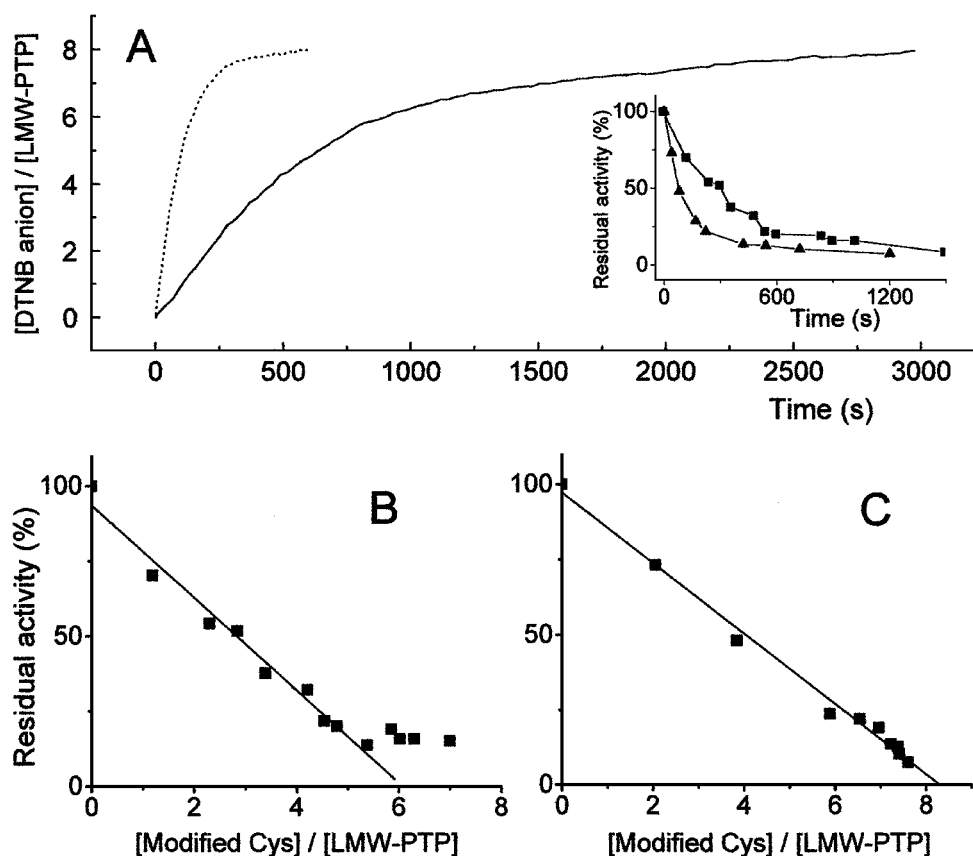 A
[DTNB anion] / [LMW-PTP]
8
6
4
2
0
0 500 1000 1500 2000 2500 3000
Time (s)
Residual activity (%)
100
50
0
0 600 1200
Time (s)
B
Residual activity (%)
100
50
0
0 2 4 6 8
[Modified Cys] / [LMW-PTP]
C
100
50
0
0 2 4 6 8
[Modified Cys] / [LMW-PTP]